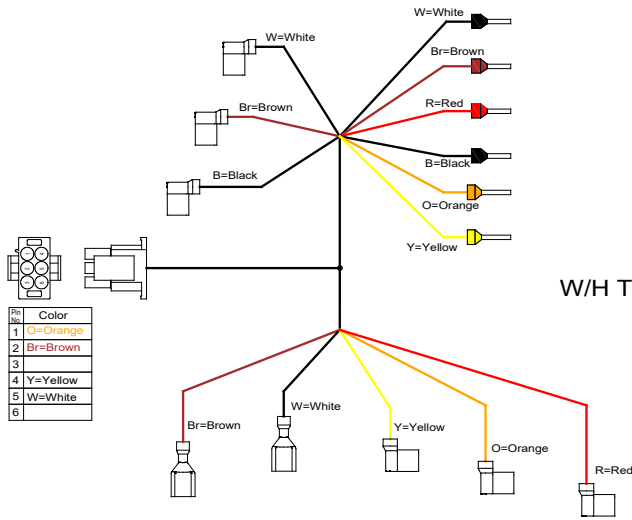 W=White
W=White
Br=Brown
R=Red
Br=Brown
B=Black
B=Black
O=Orange
Y=Yellow
W/H T
Pin No. Color
1 O=Orange
2 Br=Brown
3
4 Y=Yellow
5 W=White
6
W=White
Br=Brown
Y=Yellow
O=Orange
R=Red